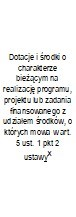 Dotacje i środki o
charakterze
bieżącym na
realizację programu,
projektu lub zadania
finansowanego z
udziałem środków, o
których mowa w art.
5 ust. 1 pkt 2
ustawyˣ